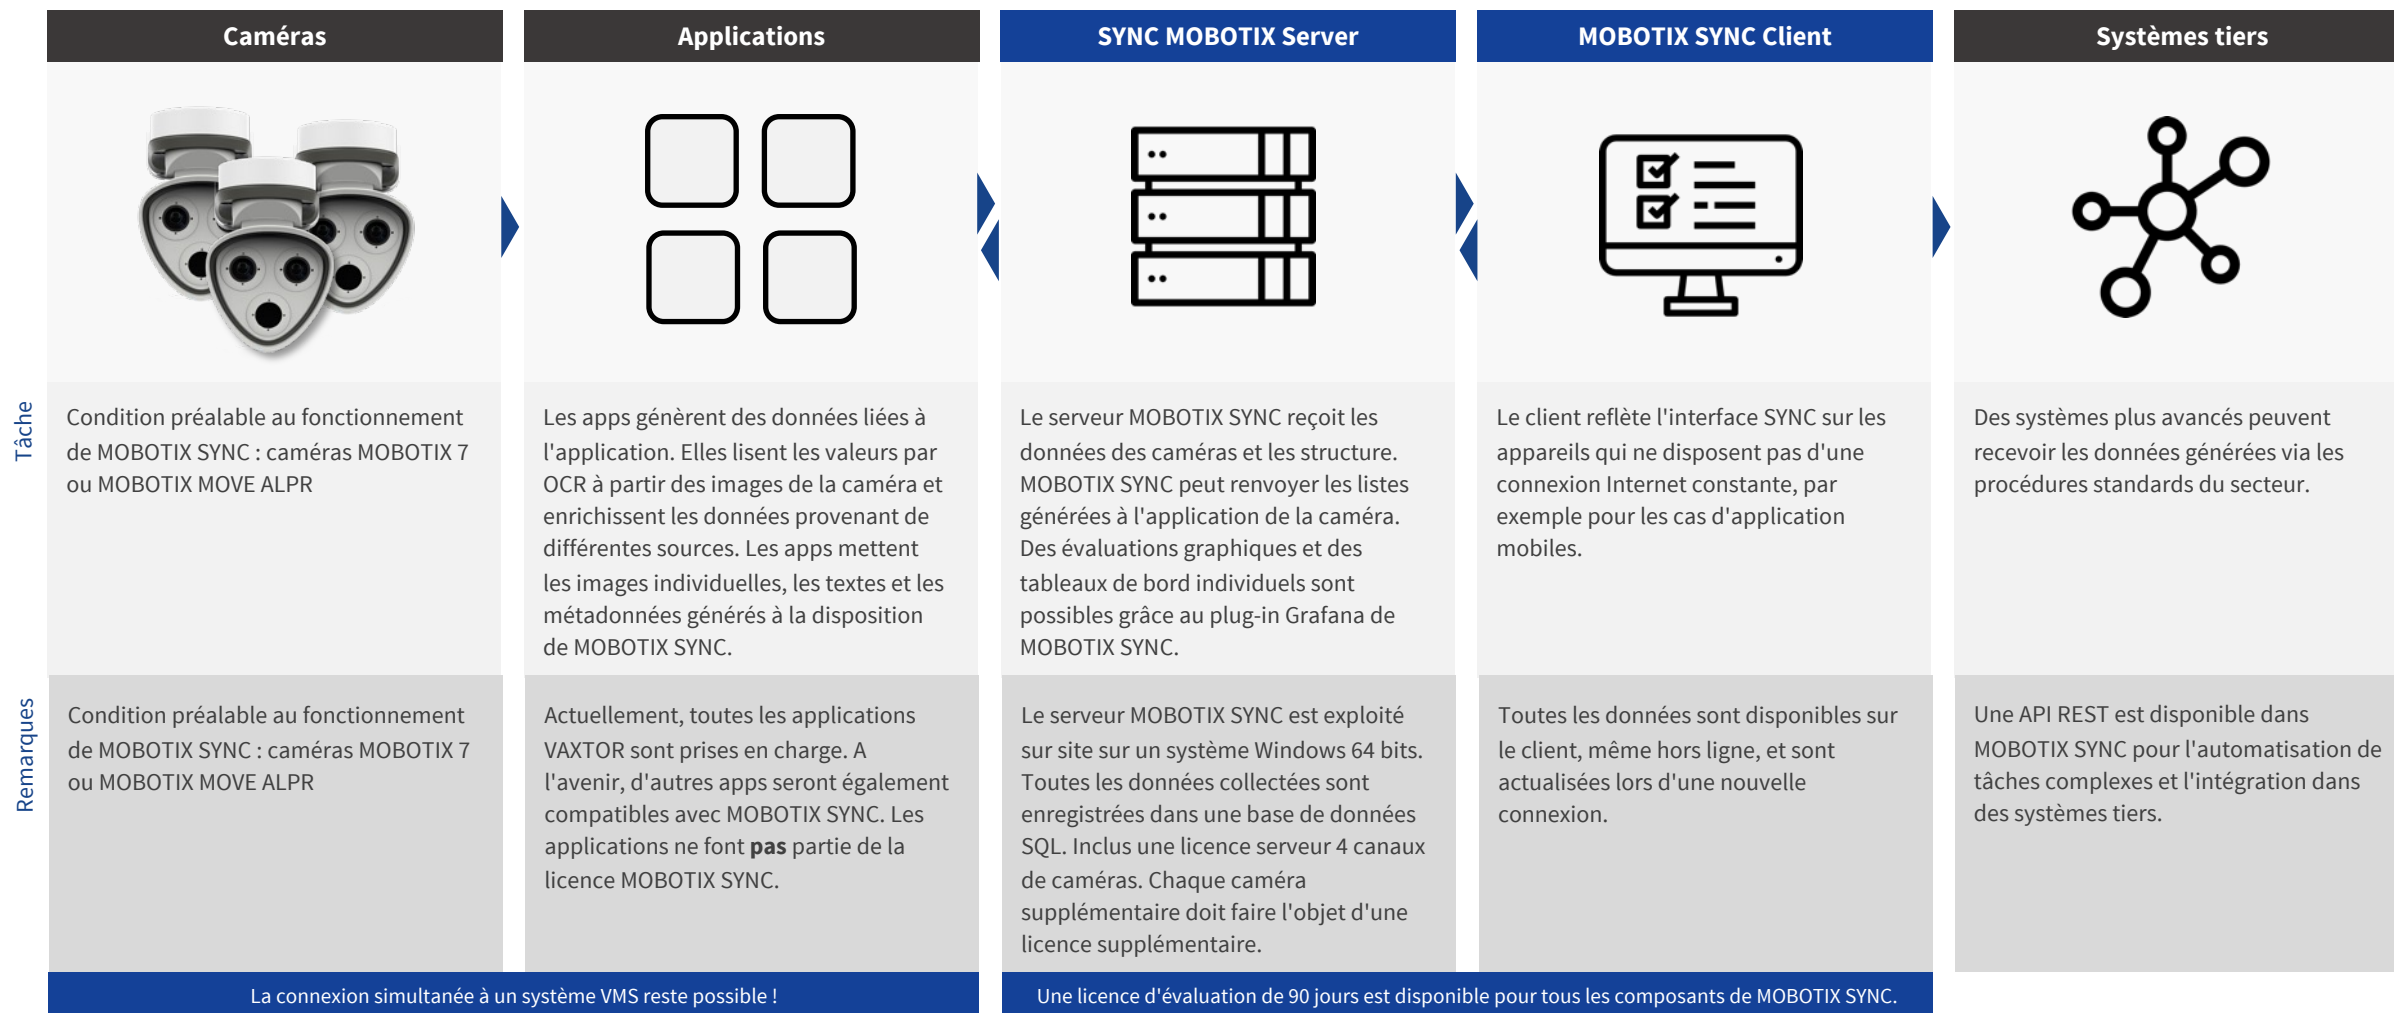 Caméras
Applications
SYNC MOBOTIX Server
MOBOTIX SYNC Client
Systèmes tiers
Tâche
Condition préalable au fonctionnement
de MOBOTIX SYNC : caméras MOBOTIX 7
ou MOBOTIX MOVE ALPR
Les apps génèrent des données liées à
l'application. Elles lisent les valeurs par
OCR à partir des images de la caméra et
enrichissent les données provenant de
différentes sources. Les apps mettent
les images individuelles, les textes et les
métadonnées générés à la disposition
de MOBOTIX SYNC.
Le serveur MOBOTIX SYNC reçoit les
données des caméras et les structure.
MOBOTIX SYNC peut renvoyer les listes
générées à l'application de la caméra.
Des évaluations graphiques et des
tableaux de bord individuels sont
possibles grâce au plug-in Grafana de
MOBOTIX SYNC.
Le client reflète l'interface SYNC sur les
appareils qui ne disposent pas d'une
connexion Internet constante, par
exemple pour les cas d'application
mobiles.
Des systèmes plus avancés peuvent
recevoir les données générées via les
procédures standards du secteur.
Remarques
Condition préalable au fonctionnement
de MOBOTIX SYNC : caméras MOBOTIX 7
ou MOBOTIX MOVE ALPR
Actuellement, toutes les applications
VAXTOR sont prises en charge. A
l'avenir, d'autres apps seront également
compatibles avec MOBOTIX SYNC. Les
applications ne font pas partie de la
licence MOBOTIX SYNC.
Le serveur MOBOTIX SYNC est exploité
sur site sur un système Windows 64 bits.
Toutes les données collectées sont
enregistrées dans une base de données
SQL. Inclus une licence serveur 4 canaux
de caméras. Chaque caméra
supplémentaire doit faire l'objet d'une
licence supplémentaire.
Toutes les données sont disponibles sur
le client, même hors ligne, et sont
actualisées lors d'une nouvelle
connexion.
Une API REST est disponible dans
MOBOTIX SYNC pour l'automatisation de
tâches complexes et l'intégration dans
des systèmes tiers.
La connexion simultanée à un système VMS reste possible !
Une licence d'évaluation de 90 jours est disponible pour tous les composants de MOBOTIX SYNC.